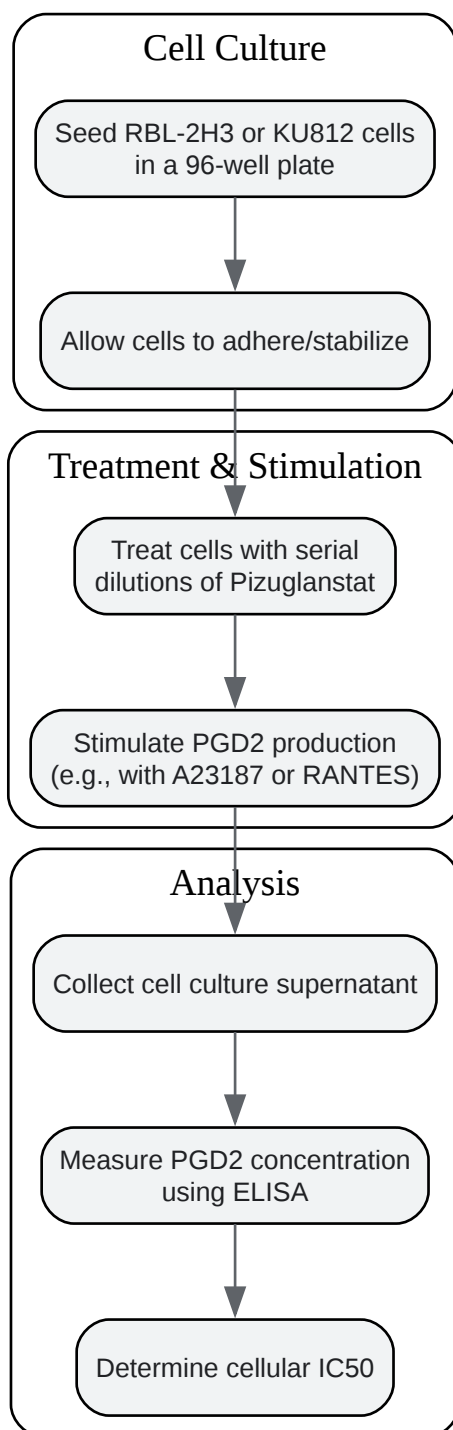 Cell Culture
Seed RBL-2H3 or KU812 cells
in a 96-well plate
Allow cells to adhere/stabilize
Treatment & Stimulation
Treat cells with serial
dilutions of Pizuglanstat
Stimulate PGD2 production
(e.g., with A23187 or RANTES)
Analysis
Collect cell culture supernatant
Measure PGD2 concentration
using ELISA
Determine cellular IC50